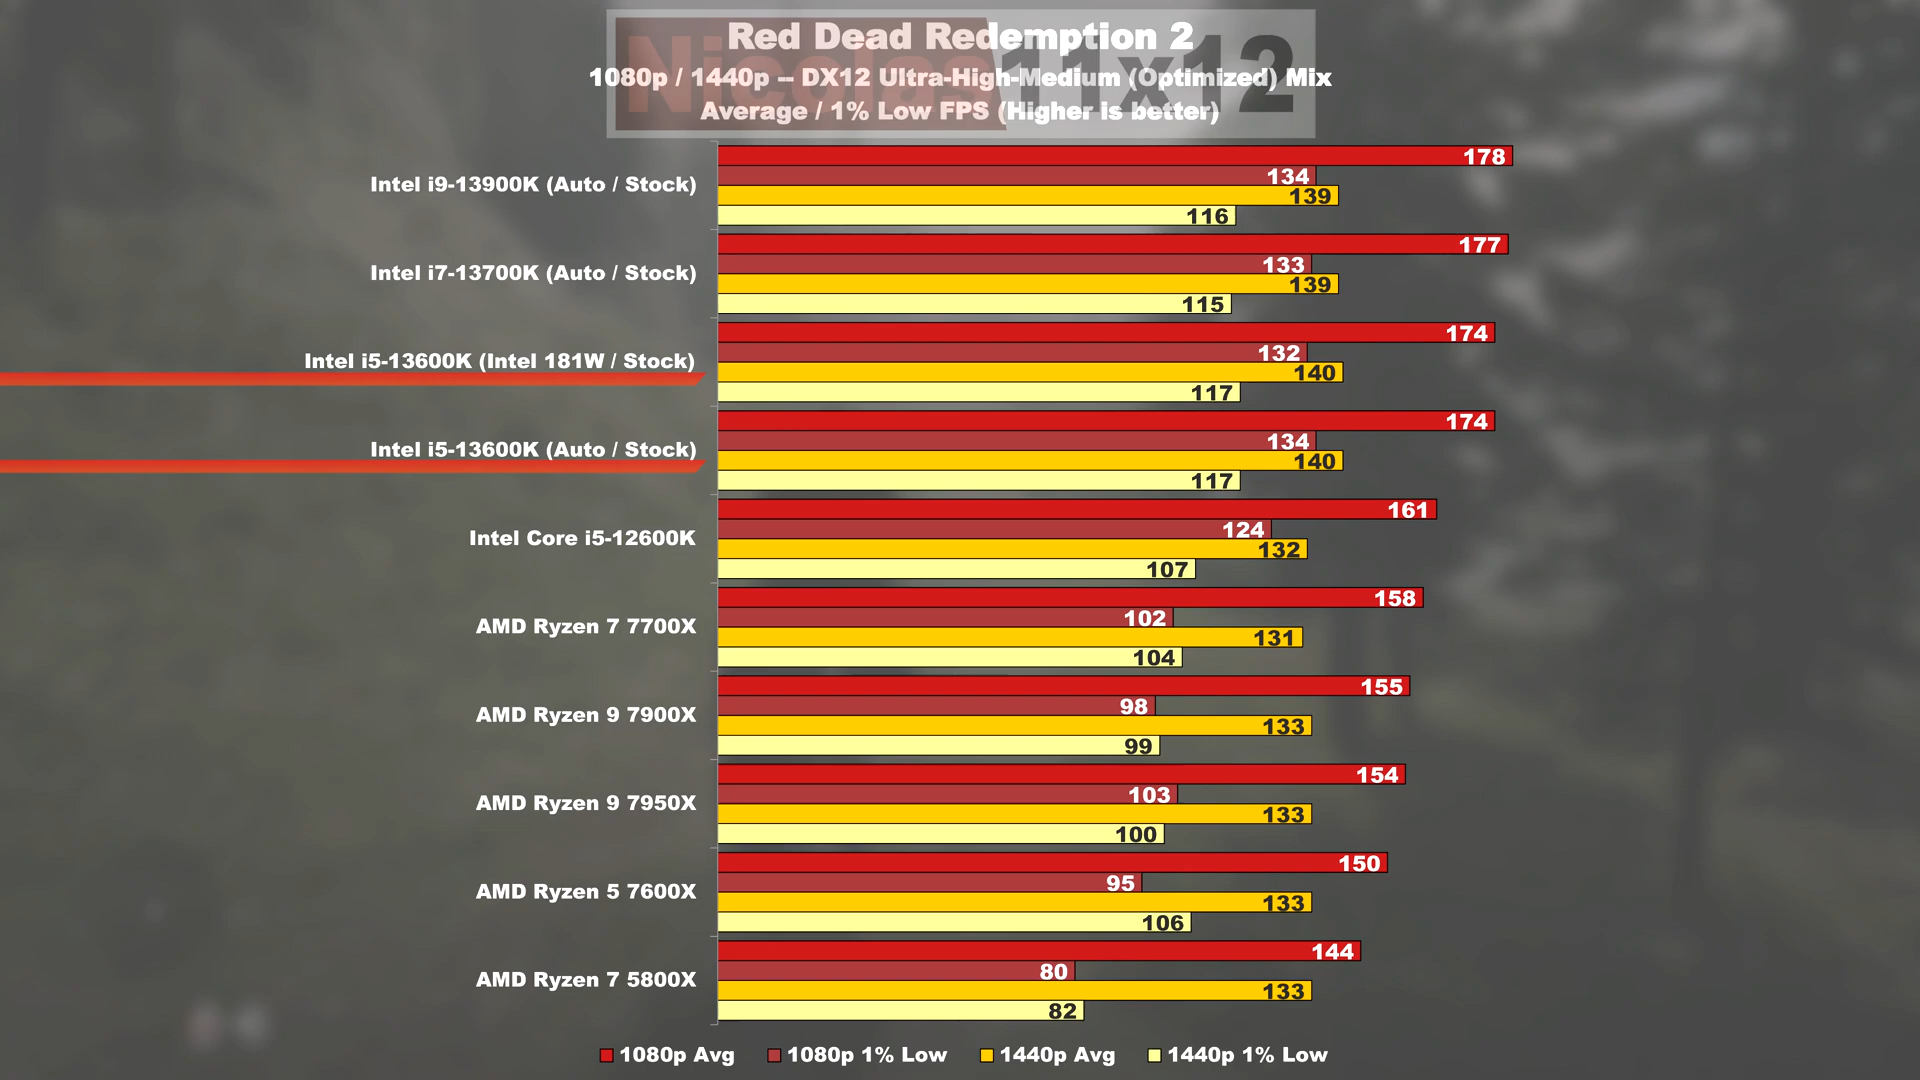 Nicolas11x12
Red Dead Redemption 2
1080p / 1440p -- DX12 Ultra-High-Medium (Optimized) Mix
Average / 1% Low FPS (Higher is better)
Intel i9-13900K (Auto / Stock)
178
134
139
116
Intel i7-13700K (Auto / Stock)
177
133
139
115
Intel i5-13600K (Intel 181W / Stock)
174
132
140
117
Intel i5-13600K (Auto / Stock)
174
134
140
117
Intel Core i5-12600K
161
124
132
107
AMD Ryzen 7 7700X
158
102
131
104
AMD Ryzen 9 7900X
155
98
133
99
AMD Ryzen 9 7950X
154
103
133
100
AMD Ryzen 5 7600X
150
95
133
106
AMD Ryzen 7 5800X
144
80
133
82
1080p Avg 1080p 1% Low 1440p Avg 1440p 1% Low